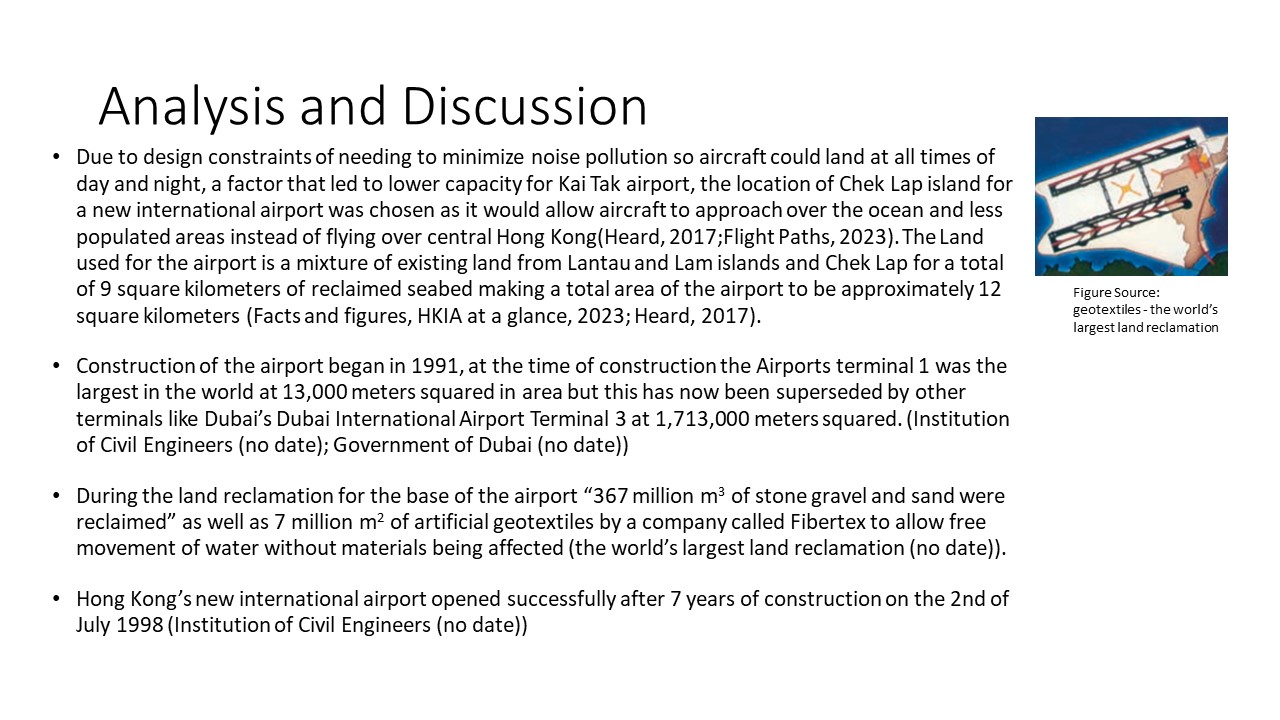 Analysis and Discussion
• Due to design constraints of needing to minimize noise pollution so aircraft could land at all times of
day and night, a factor that led to lower capacity for Kai Tak airport, the location of Chek Lap island for
a new international airport was chosen as it would allow aircraft to approach over the ocean and less
populated areas instead of flying over central Hong Kong(Heard, 2017;Flight Paths, 2023). The Land
used for the airport is a mixture of existing land from Lantau and Lam islands and Chek Lap for a total
of 9 square kilometers of reclaimed seabed making a total area of the airport to be approximately 12
square kilometers (Facts and figures, HKIA at a glance, 2023; Heard, 2017).
• Construction of the airport began in 1991, at the time of construction the Airports terminal 1 was the
largest in the world at 13,000 meters squared in area but this has now been superseded by other
terminals like Dubai’s Dubai International Airport Terminal 3 at 1,713,000 meters squared. (Institution
of Civil Engineers (no date); Government of Dubai (no date))
• During the land reclamation for the base of the airport “367 million m³ of stone gravel and sand were
reclaimed” as well as 7 million m² of artificial geotextiles by a company called Fibertex to allow free
movement of water without materials being affected (the world’s largest land reclamation (no date)).
• Hong Kong’s new international airport opened successfully after 7 years of construction on the 2nd of
July 1998 (Institution of Civil Engineers (no date))
Figure Source:
geotextiles - the world’s
largest land reclamation